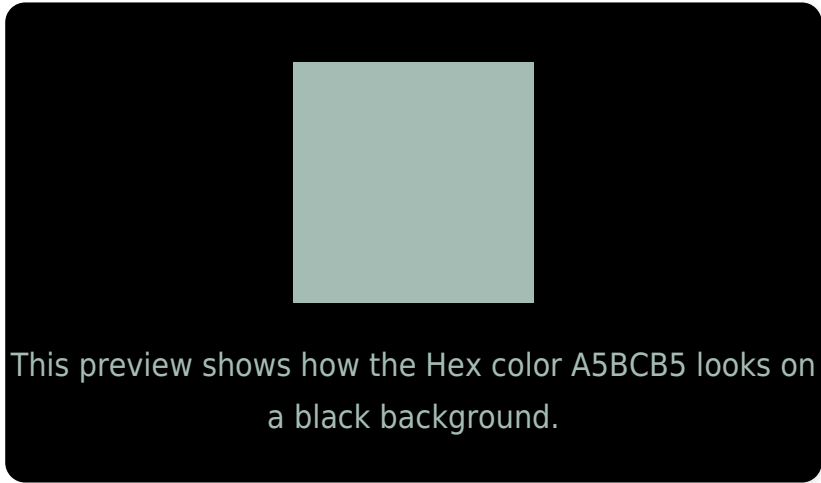 This preview shows how the Hex color A5BCB5 looks on
a black background.